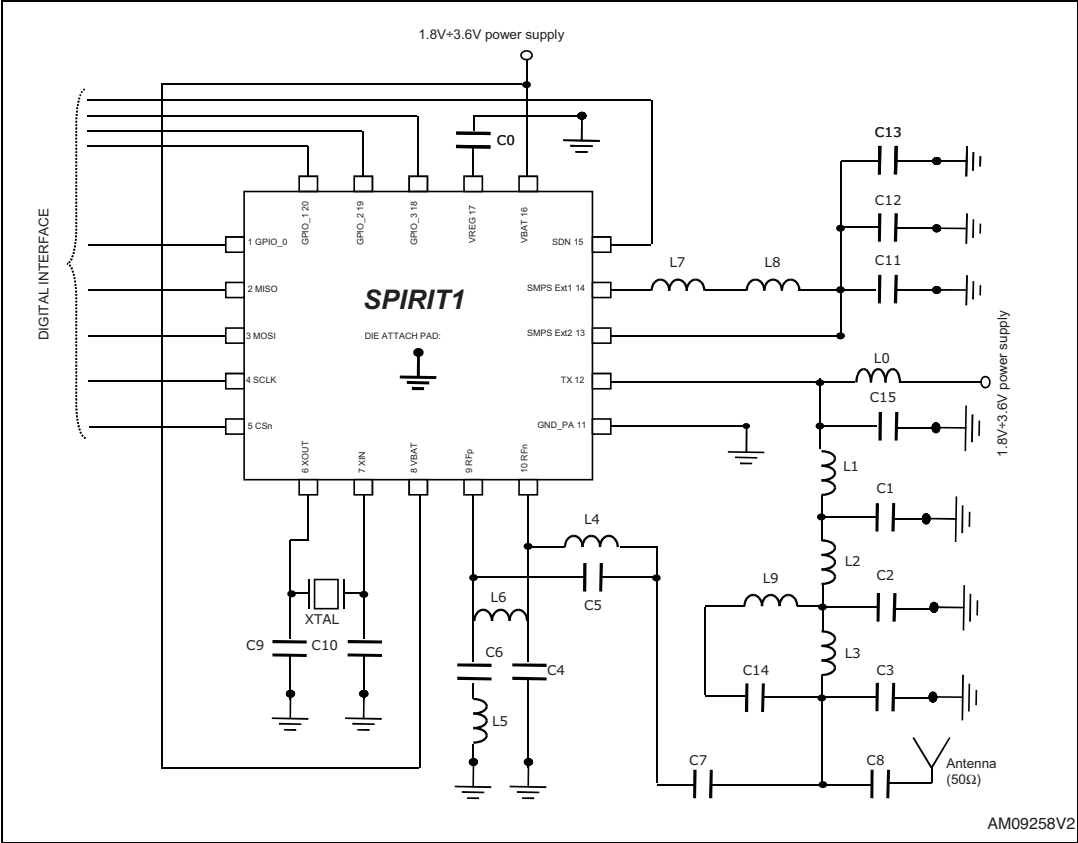 1.8V÷3.6V power supply
C0
C13
C12
C11
DIGITAL INTERFACE
GPIO_1 20
GPIO_2 19
GPIO_3 18
VREG 17
VBAT 16
1 GPIO_0
2 MISO
3 MOSI
4 SCLK
5 CSn
SPIRIT1
DIE ATTACH PAD:
SDN 15
SMPS Ext1 14
SMPS Ext2 13
TX 12
GND_PA 11
6 XOUT
7 XIN
8 VBAT
9 RFp
10 RFn
L7
L8
L0
1.8V÷3.6V power supply
C15
L1
C1
L4
L2
C2
L9
C5
L6
XTAL
C9
C10
C6
C4
L3
C14
C3
L5
C7
C8
Antenna
(50Ω)
AM09258V2